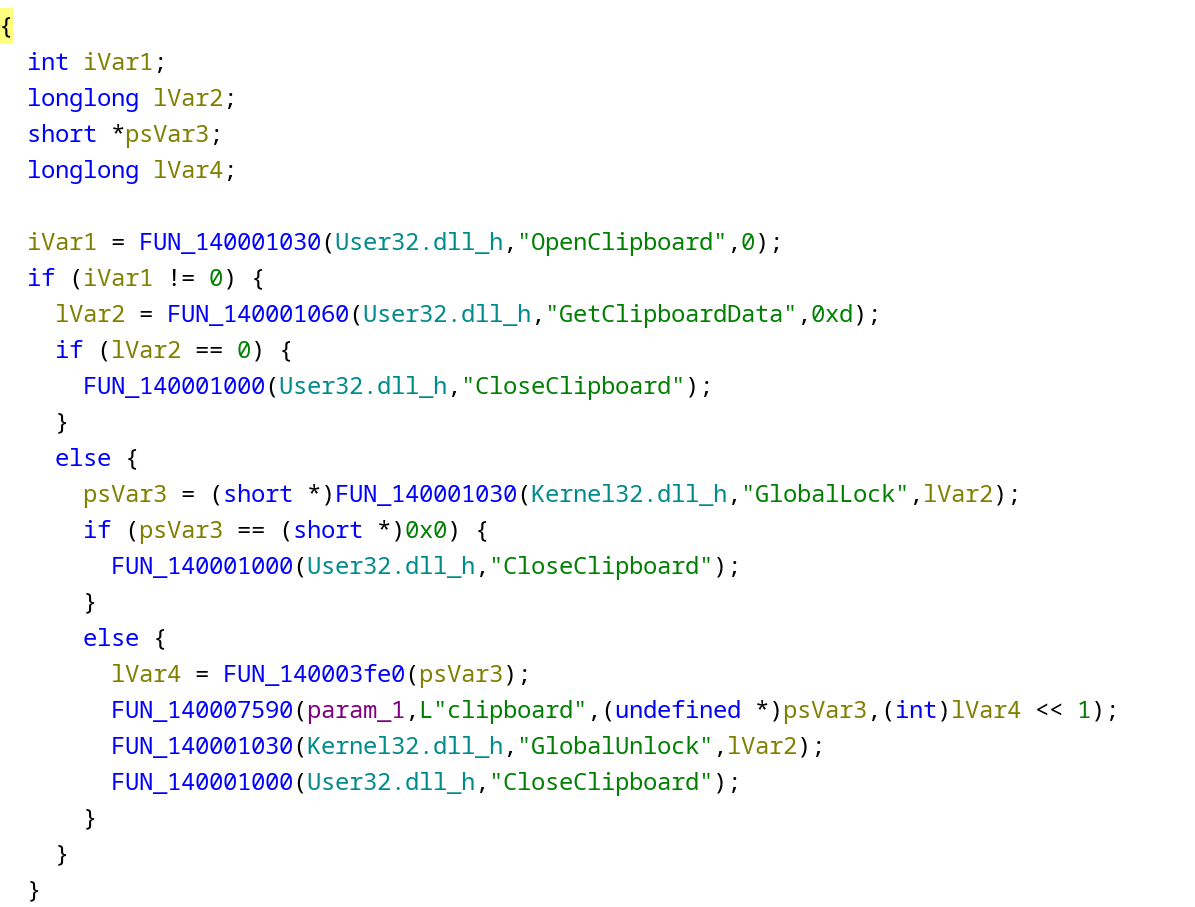 {
  int iVar1;
  longlong lVar2;
  short *psVar3;
  longlong lVar4;

  iVar1 = FUN_140001030(User32.dll_h,"OpenClipboard",0);
  if (iVar1 != 0) {
    lVar2 = FUN_140001060(User32.dll_h,"GetClipboardData",0xd);
    if (lVar2 == 0) {
      FUN_140001000(User32.dll_h,"CloseClipboard");
    }
    else {
      psVar3 = (short *)FUN_140001030(Kernel32.dll_h,"GlobalLock",lVar2);
      if (psVar3 == (short *)0x0) {
        FUN_140001000(User32.dll_h,"CloseClipboard");
      }
      else {
        lVar4 = FUN_140003fe0(psVar3);
        FUN_140007590(param_1,L"clipboard",(undefined *)psVar3,(int)lVar4 << 1);
        FUN_140001030(Kernel32.dll_h,"GlobalUnlock",lVar2);
        FUN_140001000(User32.dll_h,"CloseClipboard");
      }
    }
  }